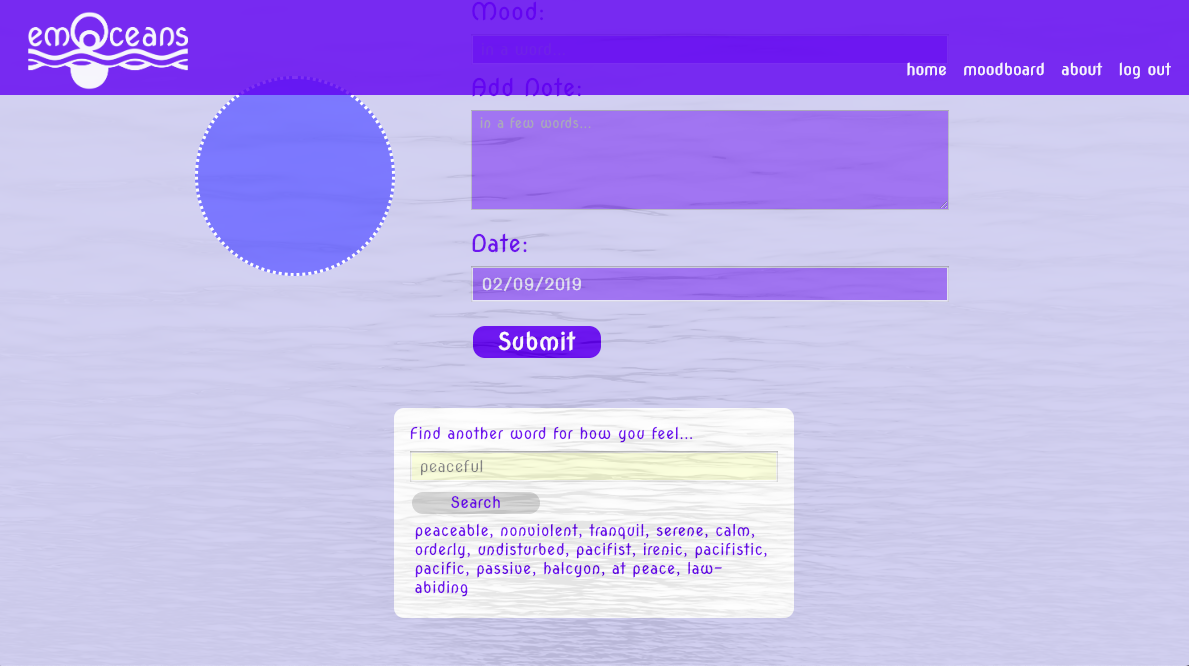 emOceans
home moodboard about log out
Mood:
in a word...
Add Note:
in a few words...
Date:
02/09/2019
Submit
Find another word for how you feel...
peaceful
Search
peaceable, nonviolent, tranquil, serene, calm,
orderly, undisturbed, pacifist, irenic, pacifistic,
pacific, passive, halcyon, at peace, law-
abiding